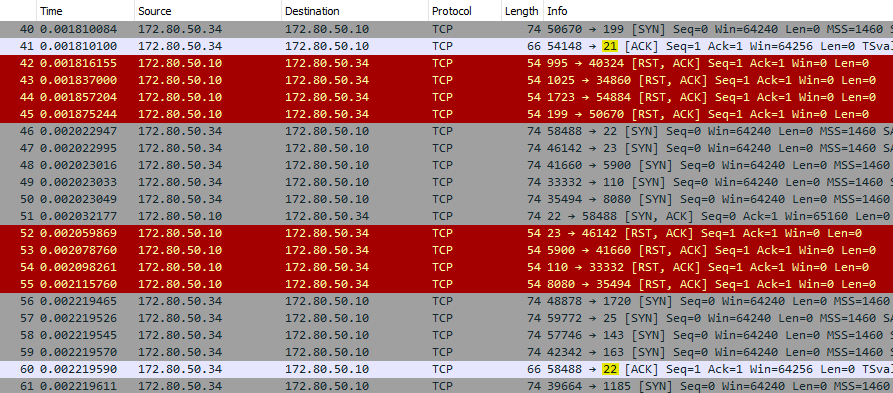 Time Source Destination Protocol Length Info
40 0.001810084 172.80.50.34 172.80.50.10 TCP 74 50670 → 199 [SYN] Seq=0 Win=64240 Len=0 MSS=1460 S
41 0.001810100 172.80.50.34 172.80.50.10 TCP 66 54148 → 21 [ACK] Seq=1 Ack=1 Win=64256 Len=0 TSval
42 0.001816155 172.80.50.10 172.80.50.34 TCP 54 995 → 40324 [RST, ACK] Seq=1 Ack=1 Win=0 Len=0
43 0.001837000 172.80.50.10 172.80.50.34 TCP 54 1025 → 34860 [RST, ACK] Seq=1 Ack=1 Win=0 Len=0
44 0.001857204 172.80.50.10 172.80.50.34 TCP 54 1723 → 54884 [RST, ACK] Seq=1 Ack=1 Win=0 Len=0
45 0.001875244 172.80.50.10 172.80.50.34 TCP 54 199 → 50670 [RST, ACK] Seq=1 Ack=1 Win=0 Len=0
46 0.002022947 172.80.50.34 172.80.50.10 TCP 74 58488 → 22 [SYN] Seq=0 Win=64240 Len=0 MSS=1460 SA
47 0.002022995 172.80.50.34 172.80.50.10 TCP 74 46142 → 23 [SYN] Seq=0 Win=64240 Len=0 MSS=1460 SA
48 0.002023016 172.80.50.34 172.80.50.10 TCP 74 41660 → 5900 [SYN] Seq=0 Win=64240 Len=0 MSS=1460
49 0.002023033 172.80.50.34 172.80.50.10 TCP 74 33332 → 110 [SYN] Seq=0 Win=64240 Len=0 MSS=1460 S
50 0.002023049 172.80.50.34 172.80.50.10 TCP 74 35494 → 8080 [SYN] Seq=0 Win=64240 Len=0 MSS=1460
51 0.002032177 172.80.50.10 172.80.50.34 TCP 74 22 → 58488 [SYN, ACK] Seq=0 Ack=1 Win=65160 Len=0
52 0.002059869 172.80.50.10 172.80.50.34 TCP 54 23 → 46142 [RST, ACK] Seq=1 Ack=1 Win=0 Len=0
53 0.002078760 172.80.50.10 172.80.50.34 TCP 54 5900 → 41660 [RST, ACK] Seq=1 Ack=1 Win=0 Len=0
54 0.002098261 172.80.50.10 172.80.50.34 TCP 54 110 → 33332 [RST, ACK] Seq=1 Ack=1 Win=0 Len=0
55 0.002115760 172.80.50.10 172.80.50.34 TCP 54 8080 → 35494 [RST, ACK] Seq=1 Ack=1 Win=0 Len=0
56 0.002219465 172.80.50.34 172.80.50.10 TCP 74 48878 → 1720 [SYN] Seq=0 Win=64240 Len=0 MSS=1460
57 0.002219526 172.80.50.34 172.80.50.10 TCP 74 59772 → 25 [SYN] Seq=0 Win=64240 Len=0 MSS=1460 SA
58 0.002219545 172.80.50.34 172.80.50.10 TCP 74 57746 → 143 [SYN] Seq=0 Win=64240 Len=0 MSS=1460 S
59 0.002219570 172.80.50.34 172.80.50.10 TCP 74 42342 → 163 [SYN] Seq=0 Win=64240 Len=0 MSS=1460 S
60 0.002219590 172.80.50.34 172.80.50.10 TCP 66 58488 → 22 [ACK] Seq=1 Ack=1 Win=64256 Len=0 TSval
61 0.002219611 172.80.50.34 172.80.50.10 TCP 74 39664 → 1185 [SYN] Seq=0 Win=64240 Len=0 MSS=1460